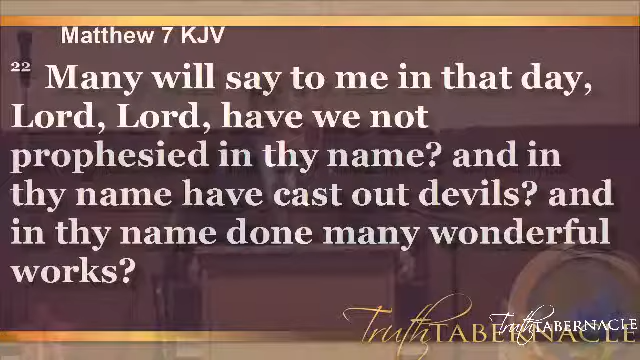 Matthew 7 KJV
22 Many will say to me in that day,
Lord, Lord, have we not
prophesied in thy name? and in
thy name have cast out devils? and
in thy name done many wonderful
works?
Truth TABERNACLE
Truth TABERNACLE